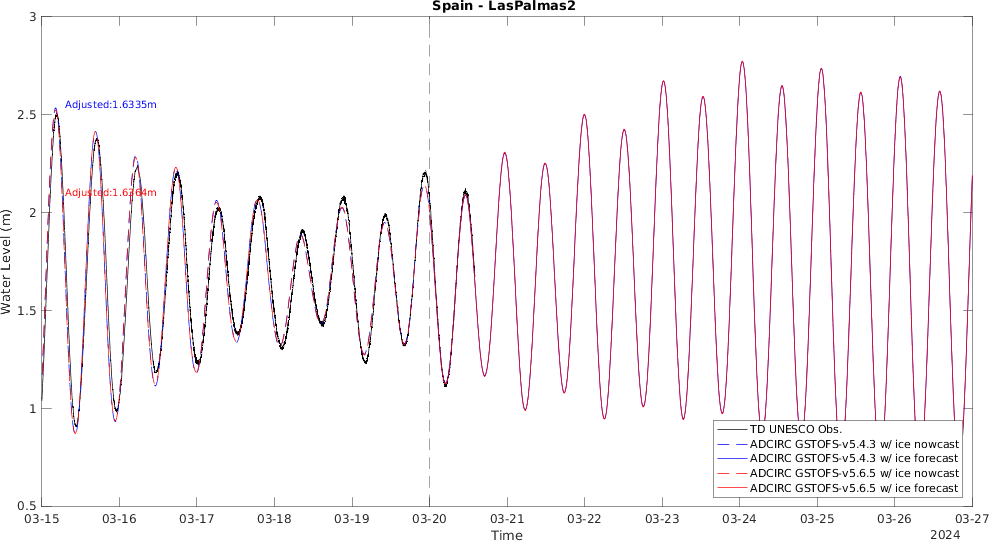 Spain - LasPalmas2
3
2.5
2
1.5
1
0.5
Water Level (m)
Adjusted:1.6335m
Adjusted:1.6364m
TD UNESCO Obs.
ADCIRC GSTOFS-v5.4.3 w/ ice nowcast
ADCIRC GSTOFS-v5.4.3 w/ ice forecast
ADCIRC GSTOFS-v5.6.5 w/ ice nowcast
ADCIRC GSTOFS-v5.6.5 w/ ice forecast
03-15 03-16 03-17 03-18 03-19 03-20 03-21 03-22 03-23 03-24 03-25 03-26 03-27
Time
2024